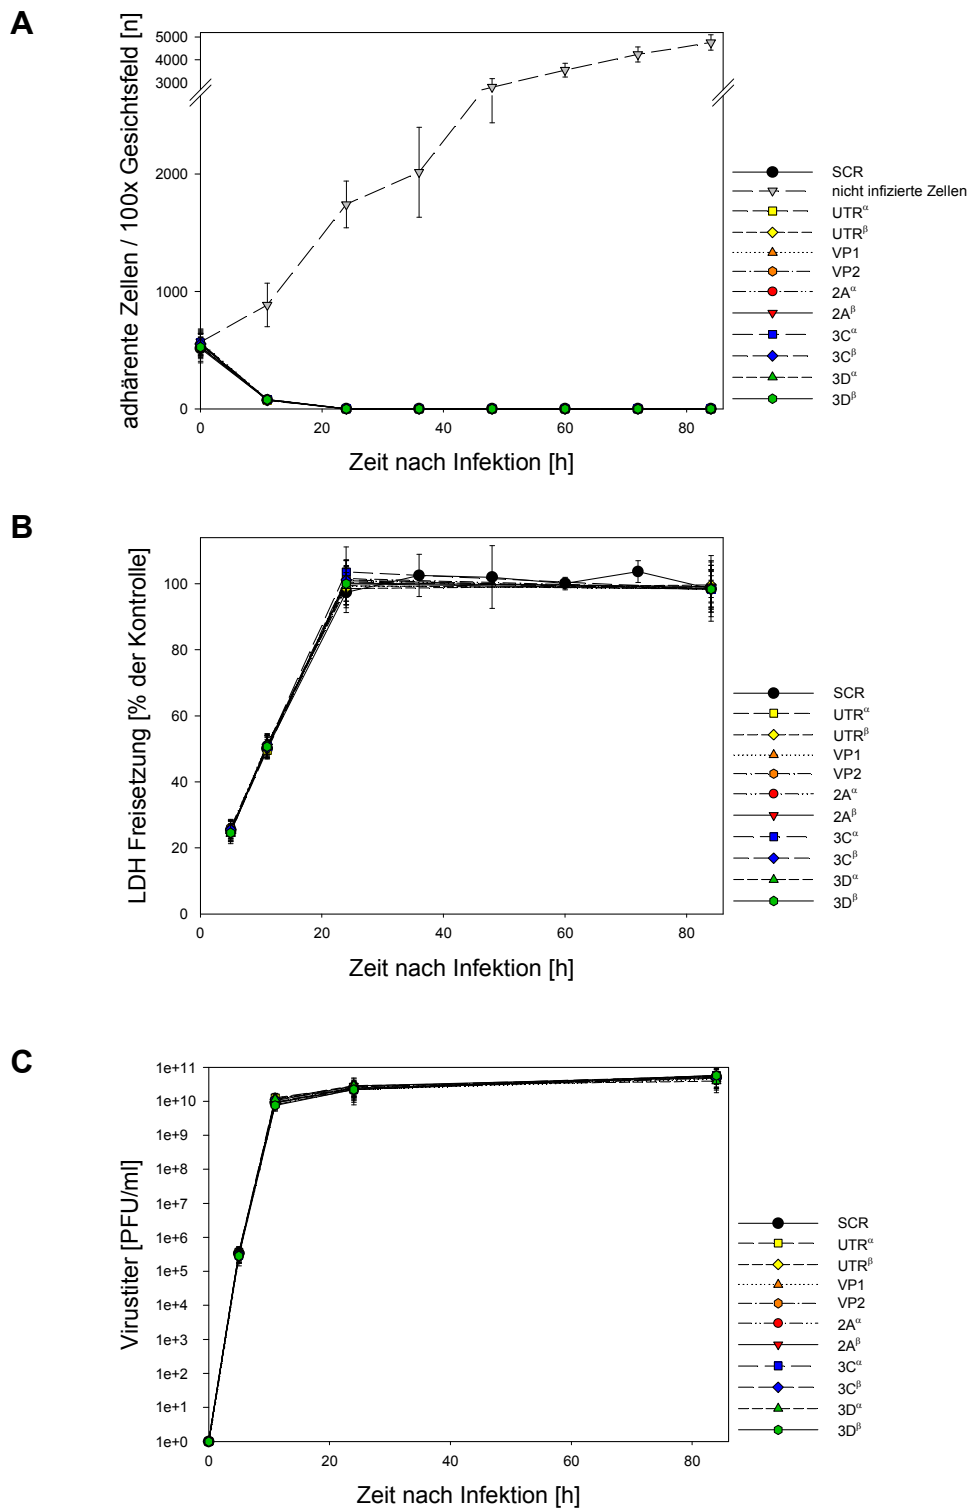 A
adhärente Zellen / 100x Gesichtsfeld [n]
5000
4000
3000
2000
1000
0
0 20 40 60 80
Zeit nach Infektion [h]
SCR
nicht infizierte Zellen
UTRα
UTRβ
VP1
VP2
2Aα
2Aβ
3Cα
3Cβ
3Dα
3Dβ
B
LDH Freisetzung [% der Kontrolle]
100
80
60
40
20
0
0 20 40 60 80
Zeit nach Infektion [h]
SCR
UTRα
UTRβ
VP1
VP2
2Aα
2Aβ
3Cα
3Cβ
3Dα
3Dβ
C
Virustiter [PFU/ml]
1e+11
1e+10
1e+9
1e+8
1e+7
1e+6
1e+5
1e+4
1e+3
1e+2
1e+1
1e+0
0 20 40 60 80
Zeit nach Infektion [h]
SCR
UTRα
UTRβ
VP1
VP2
2Aα
2Aβ
3Cα
3Cβ
3Dα
3Dβ